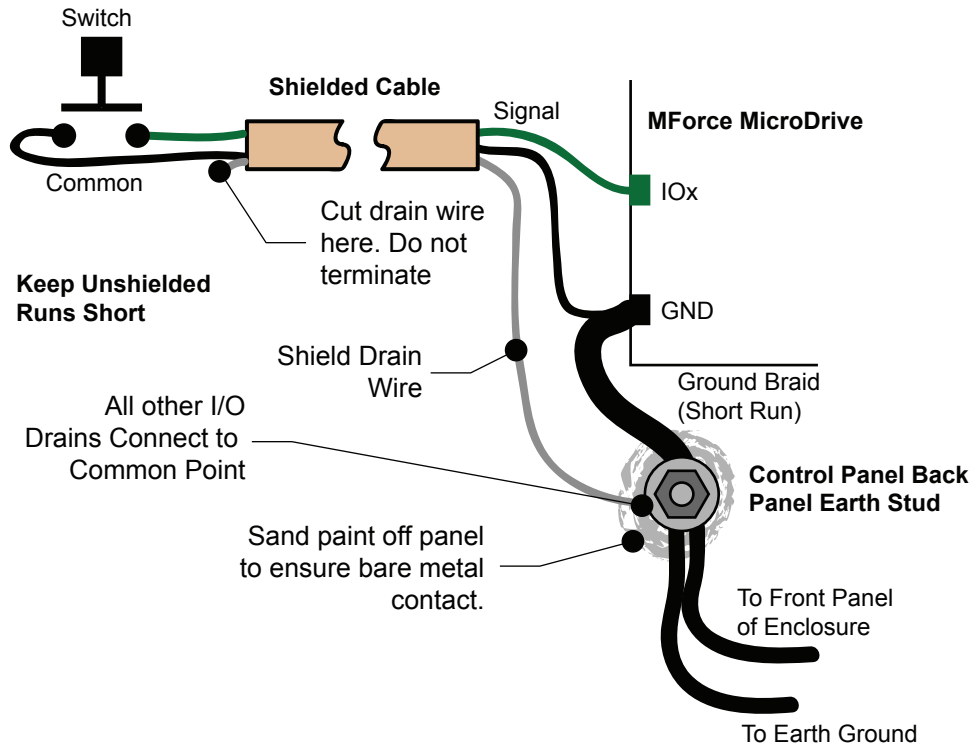 Switch
Shielded Cable
Signal
MForce MicroDrive
Common
IOx
Cut drain wire
here. Do not
terminate
Keep Unshielded
Runs Short
GND
Shield Drain
Wire
Ground Braid
(Short Run)
All other I/O
Drains Connect to
Common Point
Control Panel Back
Panel Earth Stud
Sand paint off panel
to ensure bare metal
contact.
To Front Panel
of Enclosure
To Earth Ground